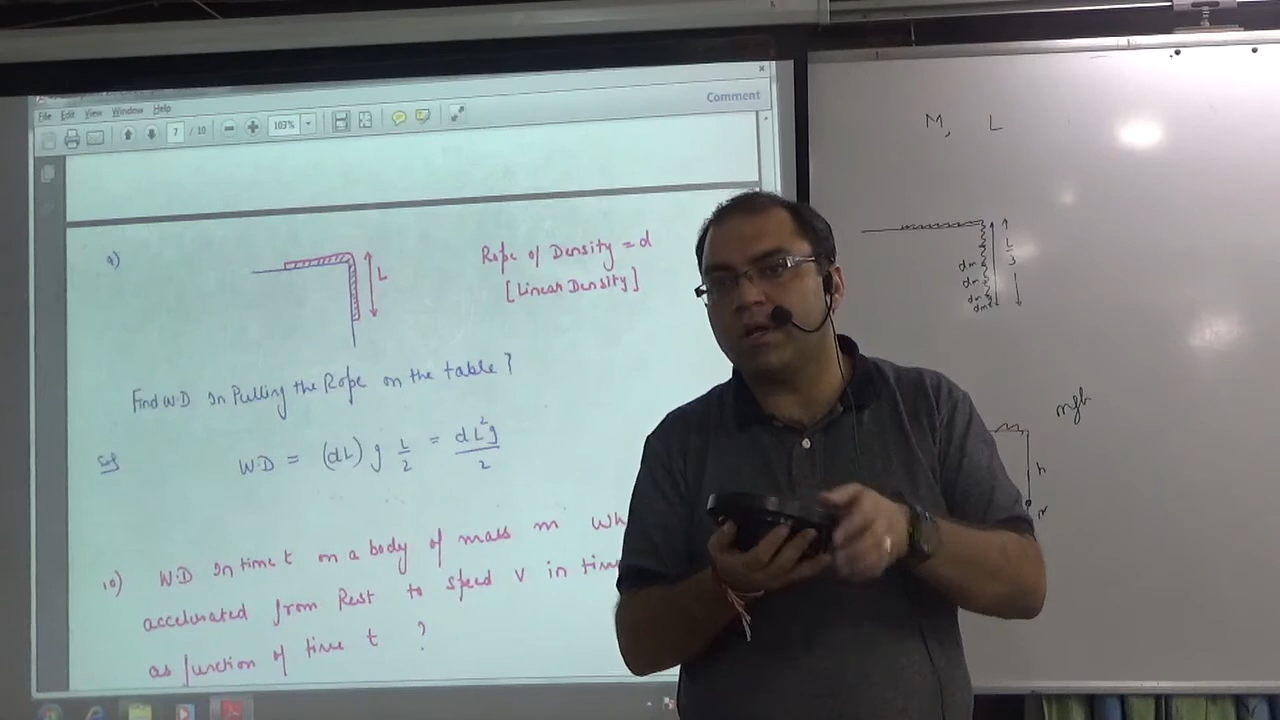 File Edit View Window Help
Comment
7 / 10
103%
9)
L
Rope of Density = d
[Linear Density]
Find W.D In Pulling the Rope on the table?
Sol
W.D = (dL) g L/2 = dL²g/2
10) W.D In time t on a body of mass m
accelerated from Rest to speed v in
as function of time t ?
M, L
L/3
dm
dm
dm
dm
mgh
h